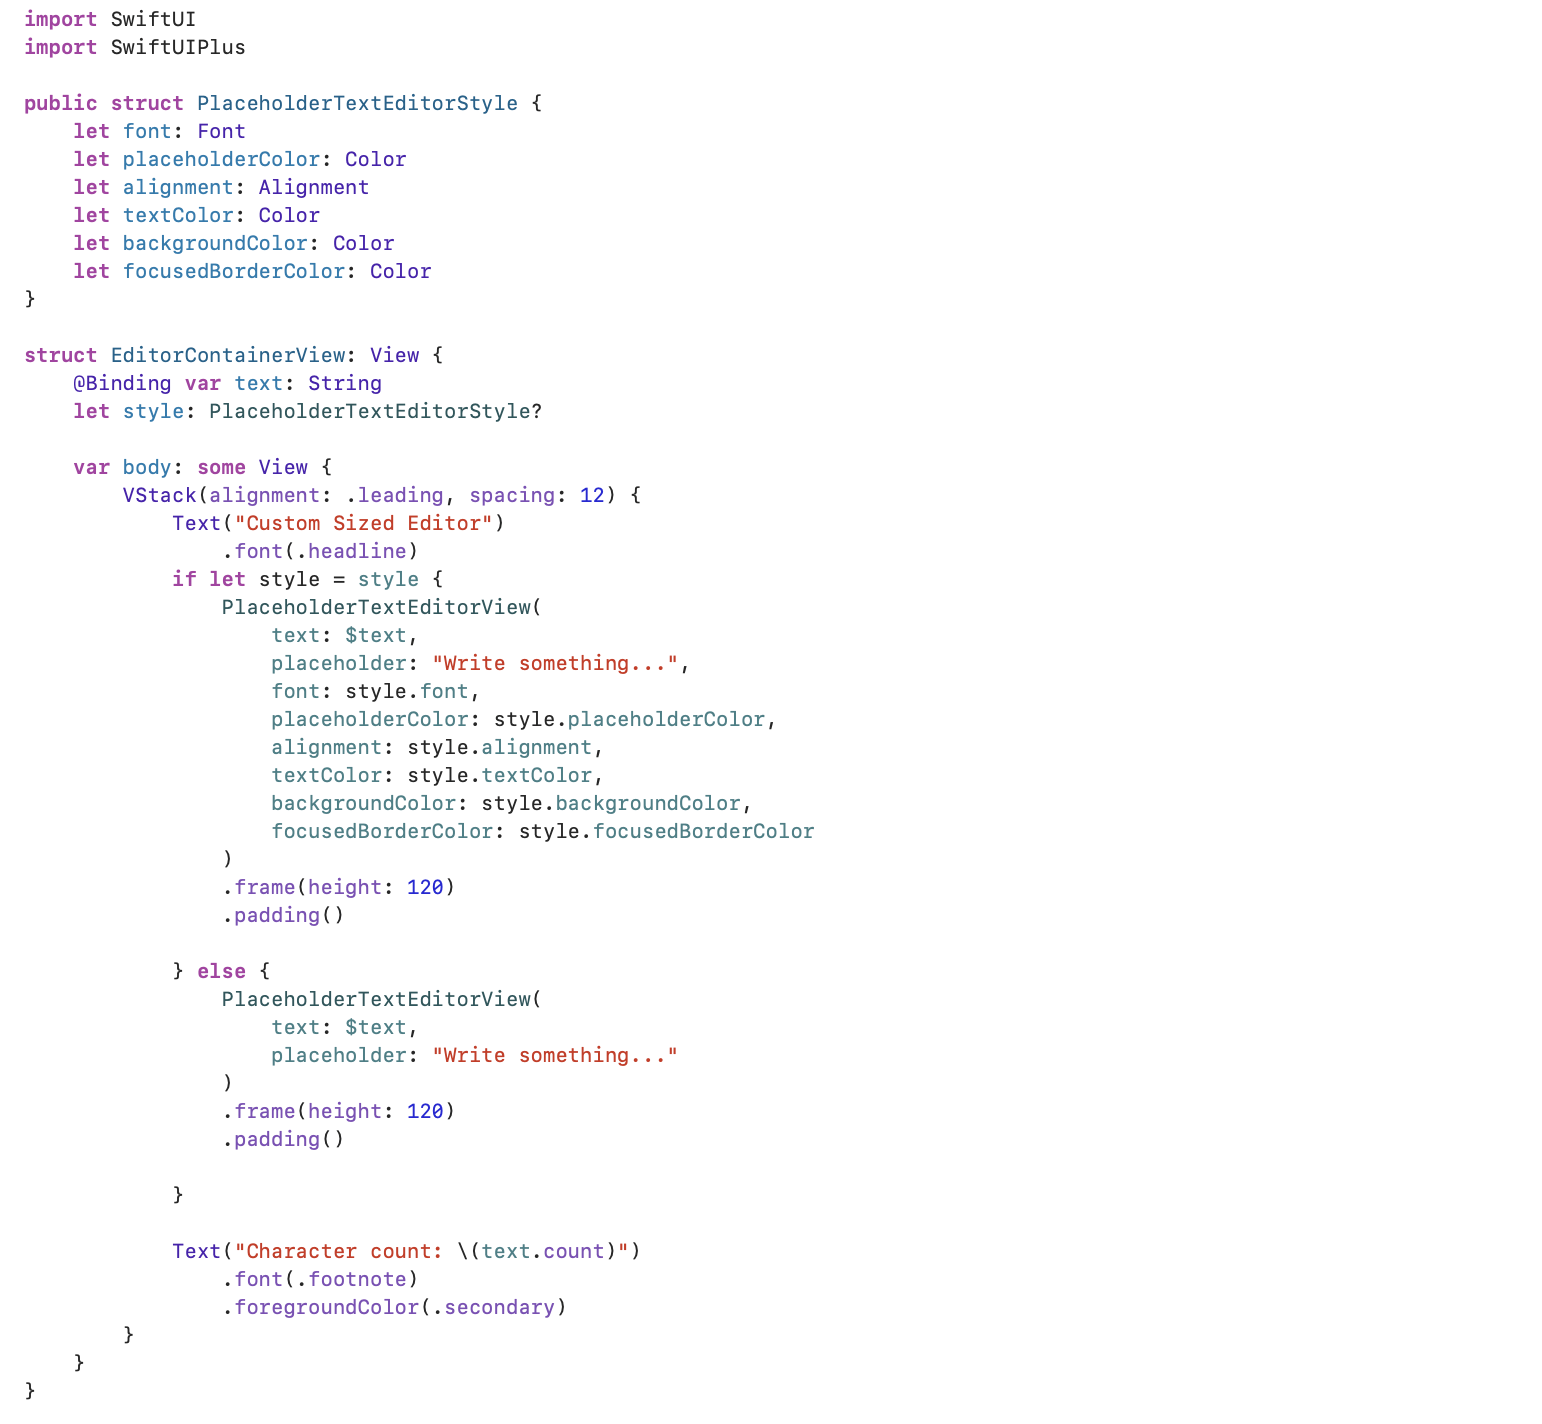 import SwiftUI
import SwiftUIPlus

public struct PlaceholderTextEditorStyle {
    let font: Font
    let placeholderColor: Color
    let alignment: Alignment
    let textColor: Color
    let backgroundColor: Color
    let focusedBorderColor: Color
}

struct EditorContainerView: View {
    @Binding var text: String
    let style: PlaceholderTextEditorStyle?

    var body: some View {
        VStack(alignment: .leading, spacing: 12) {
            Text("Custom Sized Editor")
                .font(.headline)
            if let style = style {
                PlaceholderTextEditorView(
                    text: $text,
                    placeholder: "Write something...",
                    font: style.font,
                    placeholderColor: style.placeholderColor,
                    alignment: style.alignment,
                    textColor: style.textColor,
                    backgroundColor: style.backgroundColor,
                    focusedBorderColor: style.focusedBorderColor
                )
                .frame(height: 120)
                .padding()

            } else {
                PlaceholderTextEditorView(
                    text: $text,
                    placeholder: "Write something..."
                )
                .frame(height: 120)
                .padding()

            }

            Text("Character count: \(text.count)")
                .font(.footnote)
                .foregroundColor(.secondary)
        }
    }
}